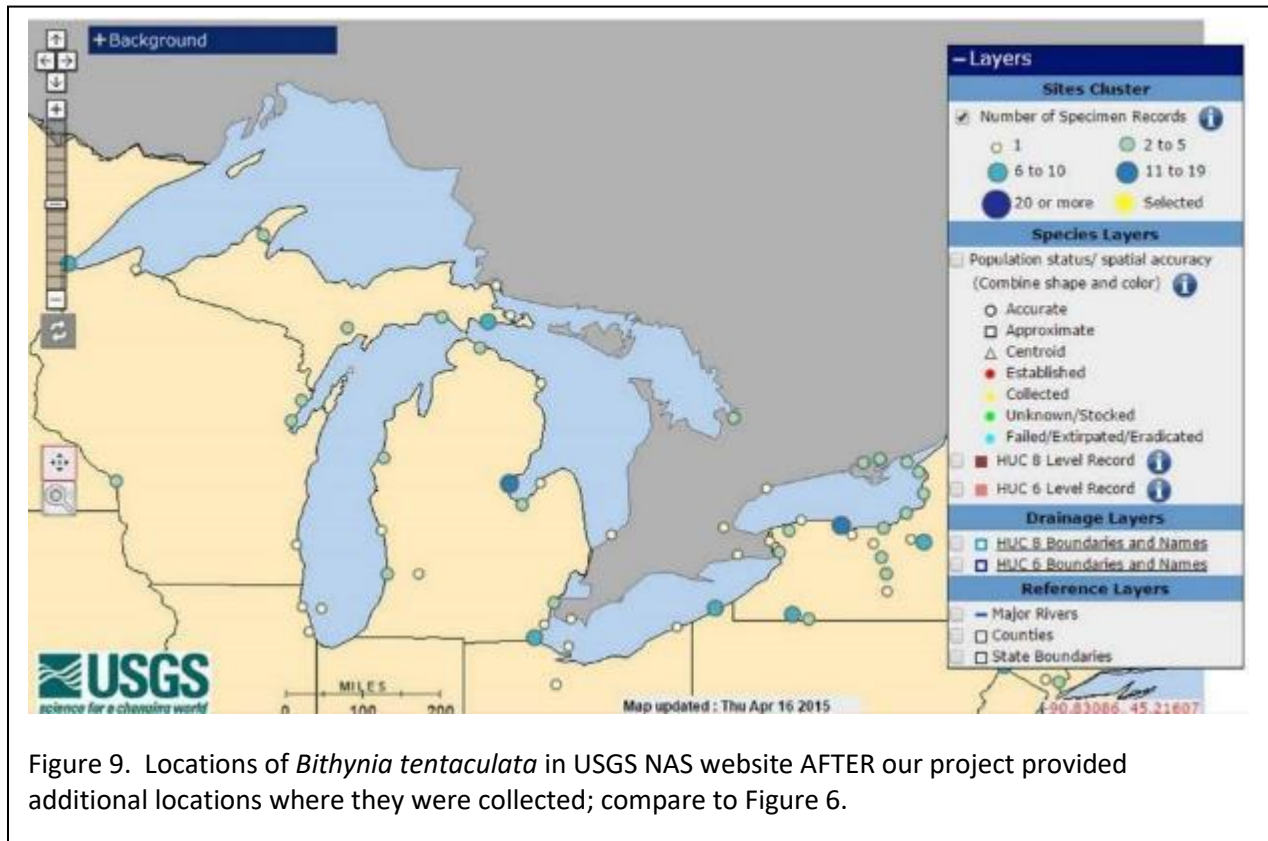 +Background
−Layers
Sites Cluster
Number of Specimen Records
1
2 to 5
6 to 10
11 to 19
20 or more
Selected
Species Layers
Population status/ spatial accuracy
(Combine shape and color)
Accurate
Approximate
Centroid
Established
Collected
Unknown/Stocked
Failed/Extirpated/Eradicated
HUC 8 Level Record
HUC 6 Level Record
Drainage Layers
HUC 8 Boundaries and Names
HUC 6 Boundaries and Names
Reference Layers
Major Rivers
Counties
State Boundaries
USGS
science for a changing world
MILES
0 100 200
Map updated : Thu Apr 16 2015
-90.83086, 45.21607
Figure 9. Locations of Bithynia tentaculata in USGS NAS website AFTER our project provided
additional locations where they were collected; compare to Figure 6.